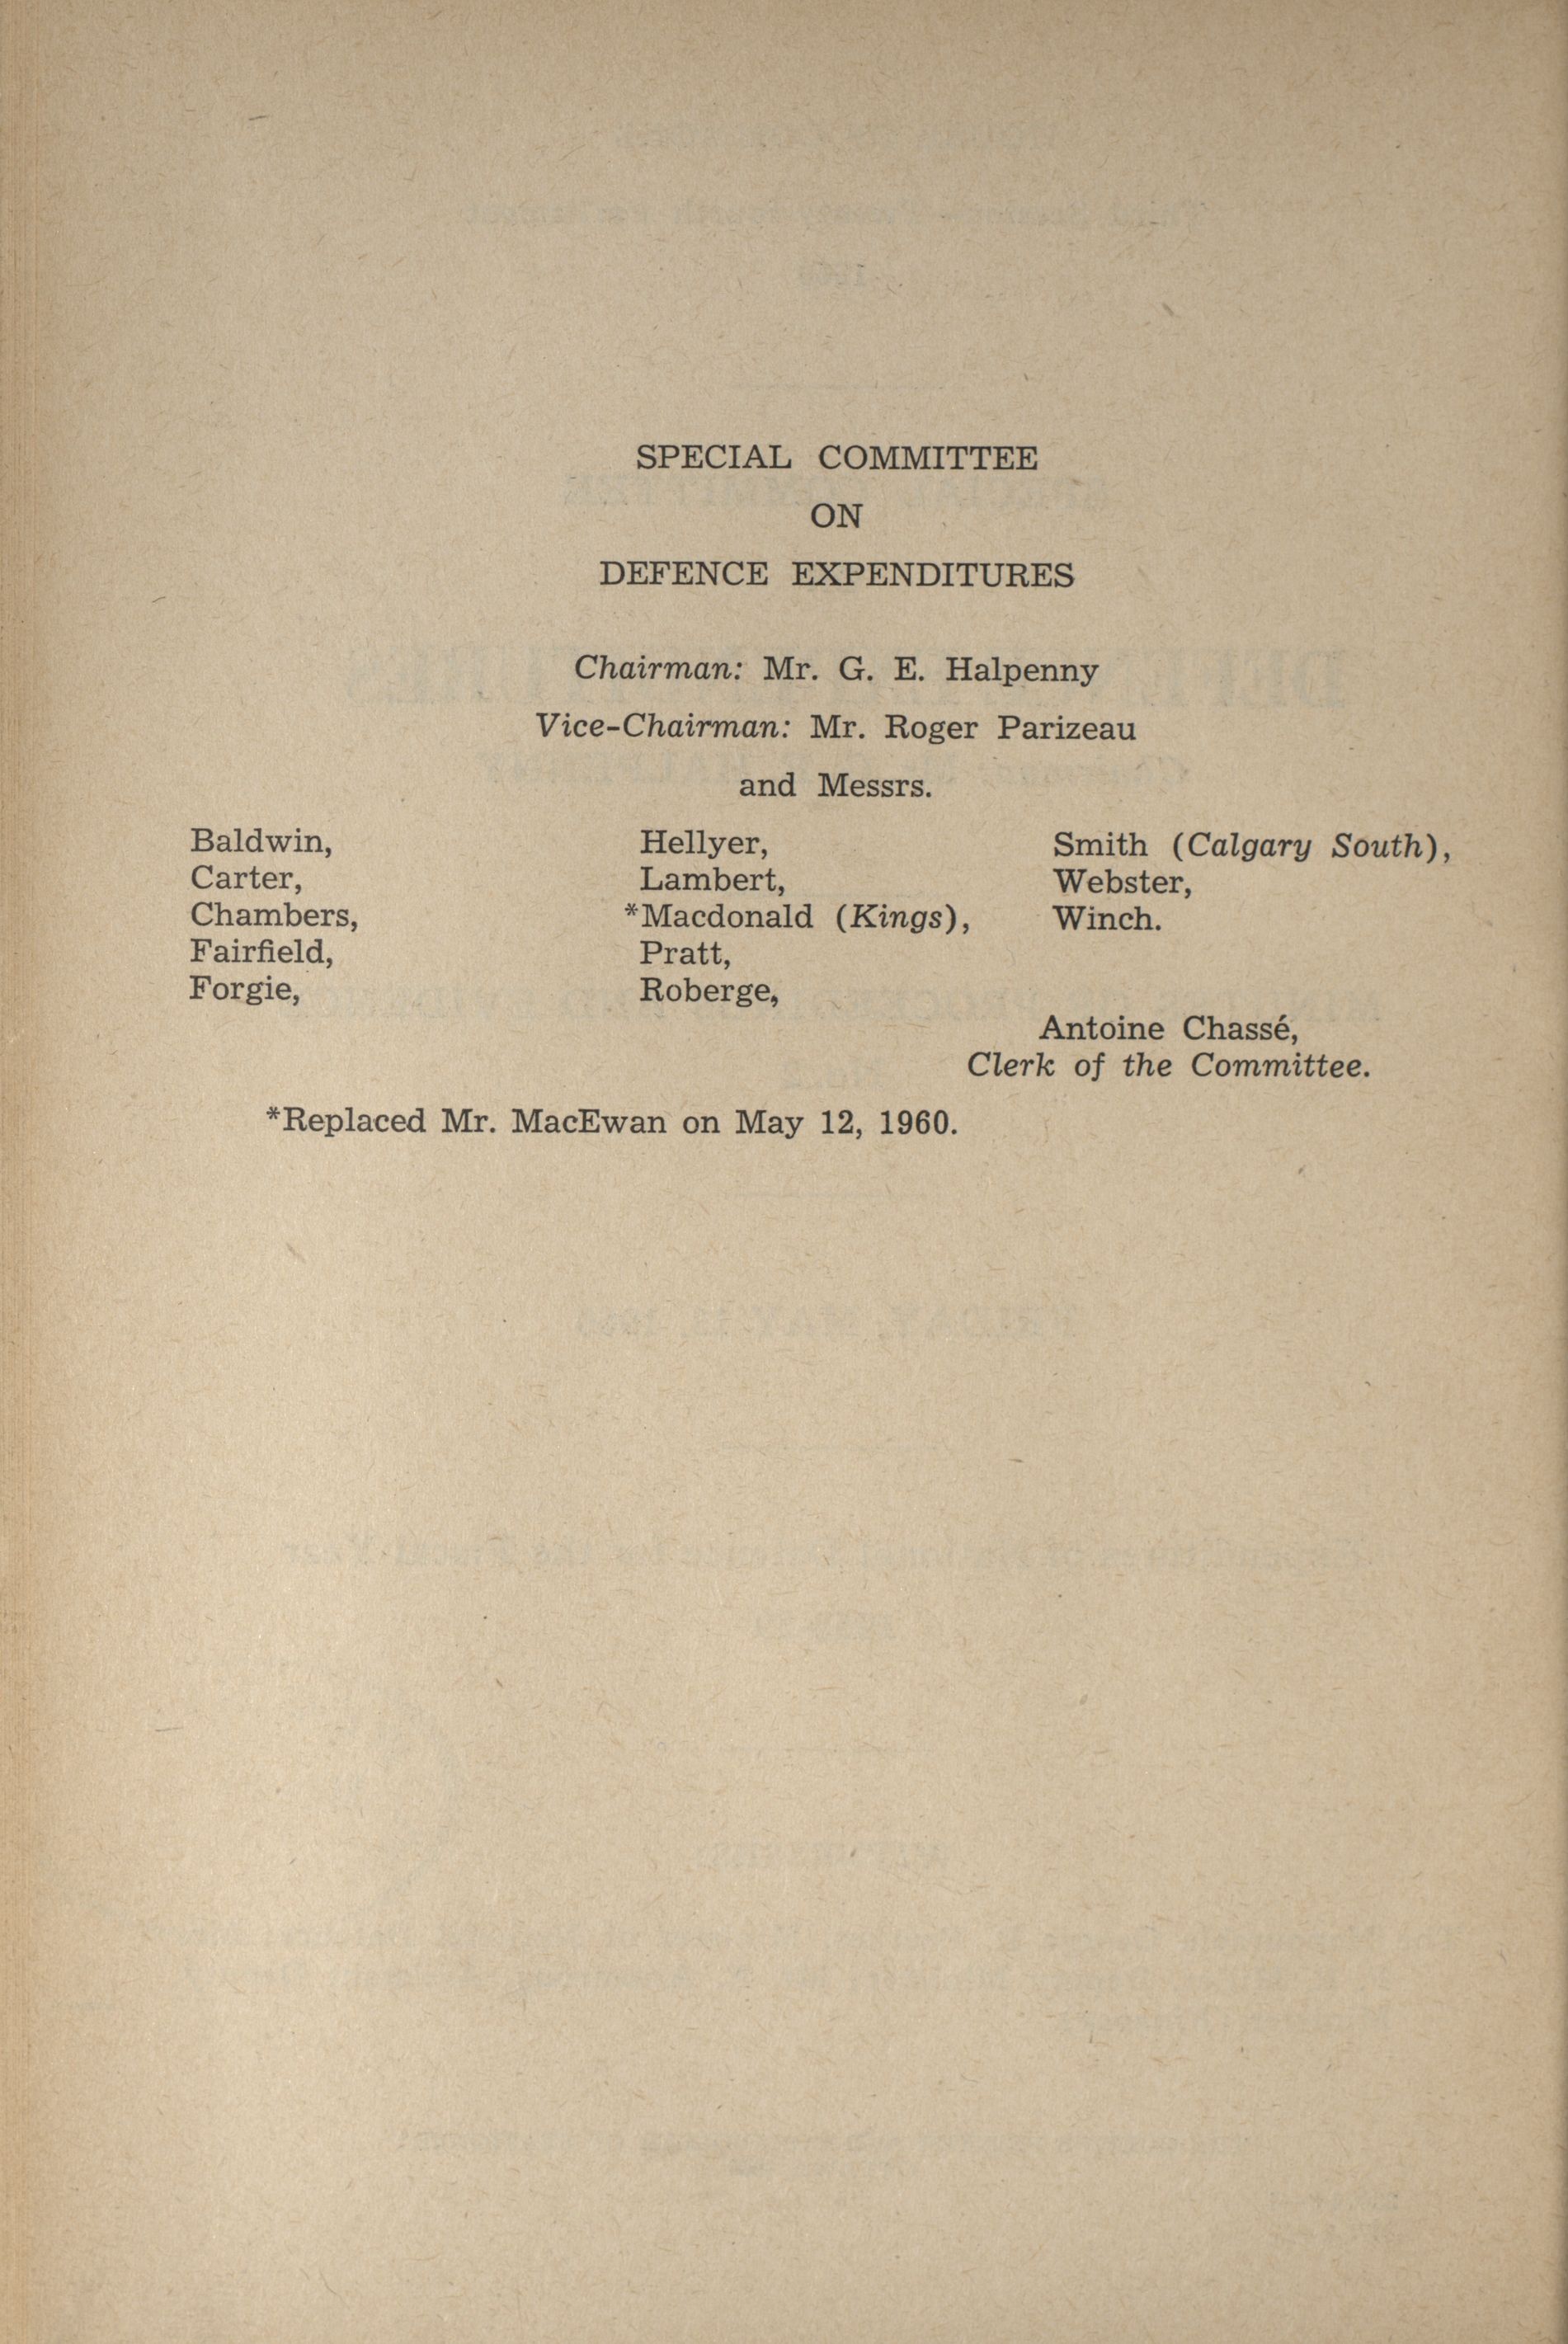 SPECIAL COMMITTEE
ON
DEFENCE EXPENDITURES
Chairman: Mr. G. E. Halpenny
Vice-Chairman: Mr. Roger Parizeau
and Messrs.
Baldwin,
Carter,
Chambers,
Fairfield,
Forgie,
Hellyer,
Lambert,
*Macdonald (Kings),
Pratt,
Roberge,
Smith (Calgary South),
Webster,
Winch.
Antoine Chassé,
Clerk of the Committee.
*Replaced Mr. MacEwan on May 12, 1960.